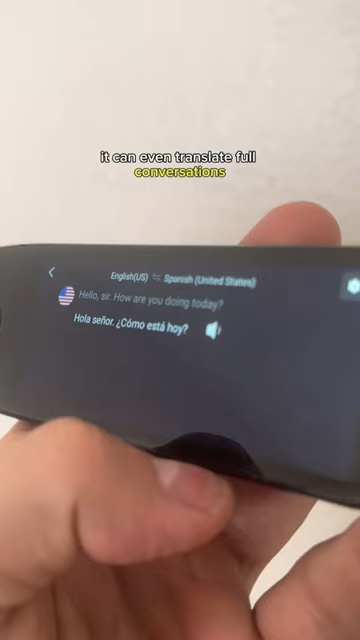 it can even translate full
conversations
English(US) ⇆ Spanish (United States)
Hello, sir. How are you doing today?
Hola señor. ¿Cómo está hoy?